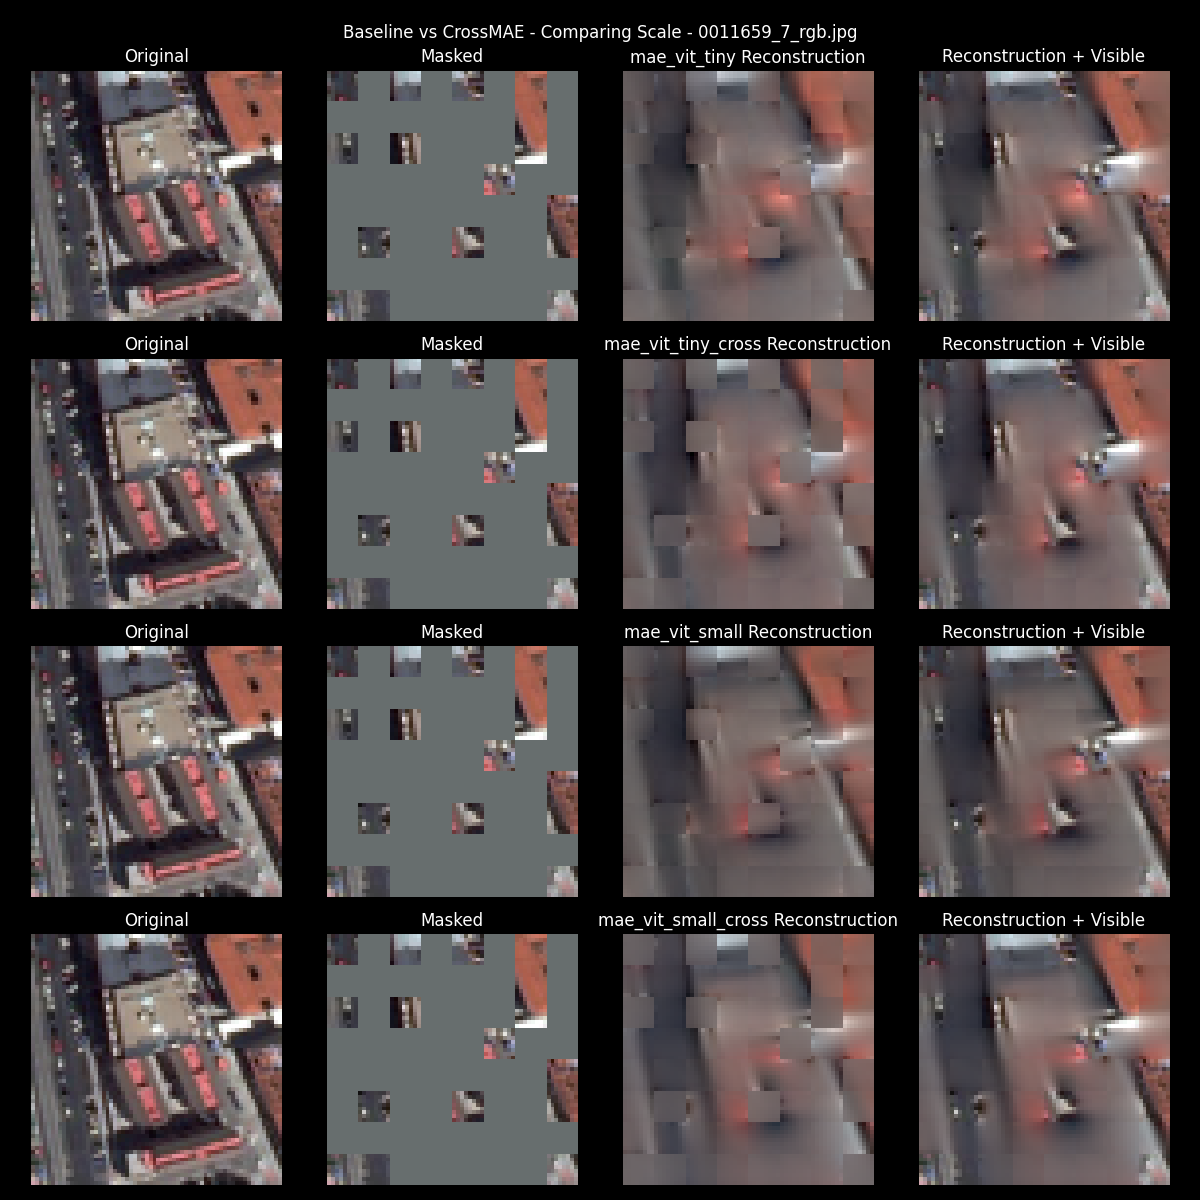 Baseline vs CrossMAE - Comparing Scale - 0011659_7_rgb.jpg
Original Masked mae_vit_tiny Reconstruction Reconstruction + Visible
Original Masked mae_vit_tiny_cross Reconstruction Reconstruction + Visible
Original Masked mae_vit_small Reconstruction Reconstruction + Visible
Original Masked mae_vit_small_cross Reconstruction Reconstruction + Visible